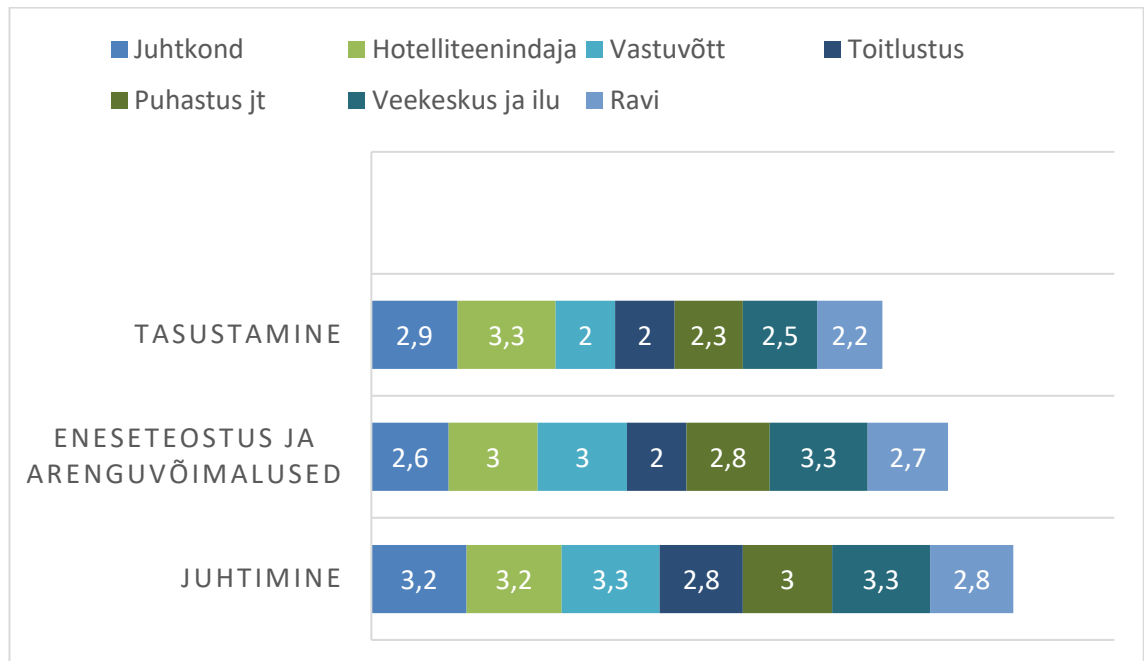 Juhtkond Hotelliteenindaja Vastuvõtt Toitlustus
Puhastus jt Veekeskus ja ilu Ravi
TASUSTAMINE 2,9 3,3 2 2 2,3 2,5 2,2
ENESETEOSTUS JA
ARENGUVÕIMALUSED 2,6 3 3 2 2,8 3,3 2,7
JUHTIMINE 3,2 3,2 3,3 2,8 3 3,3 2,8